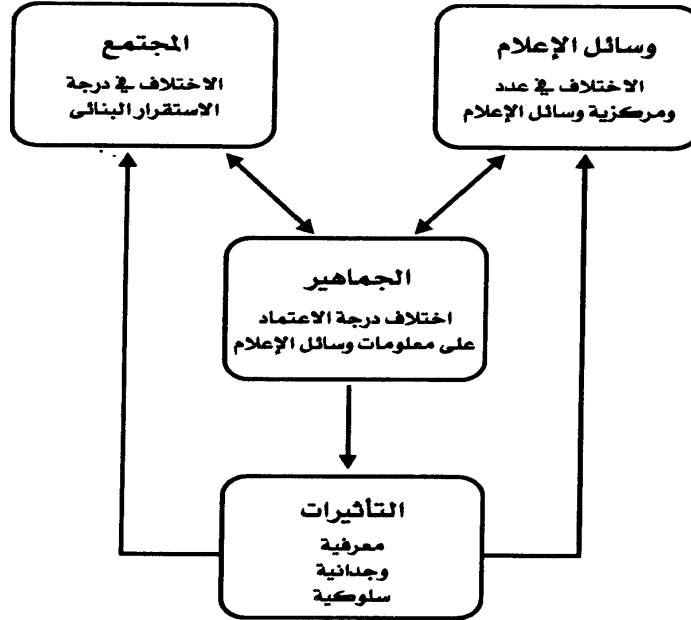 المجتمع
الاختلاف في درجة
الاستقرار البنائى
وسائل الإعلام
الاختلاف في عدد
ومركزية وسائل الإعلام
الجماهير
اختلاف درجة الاعتماد
على معلومات وسائل الإعلام
التأثيرات
معرفية
وجدانية
سلوكية